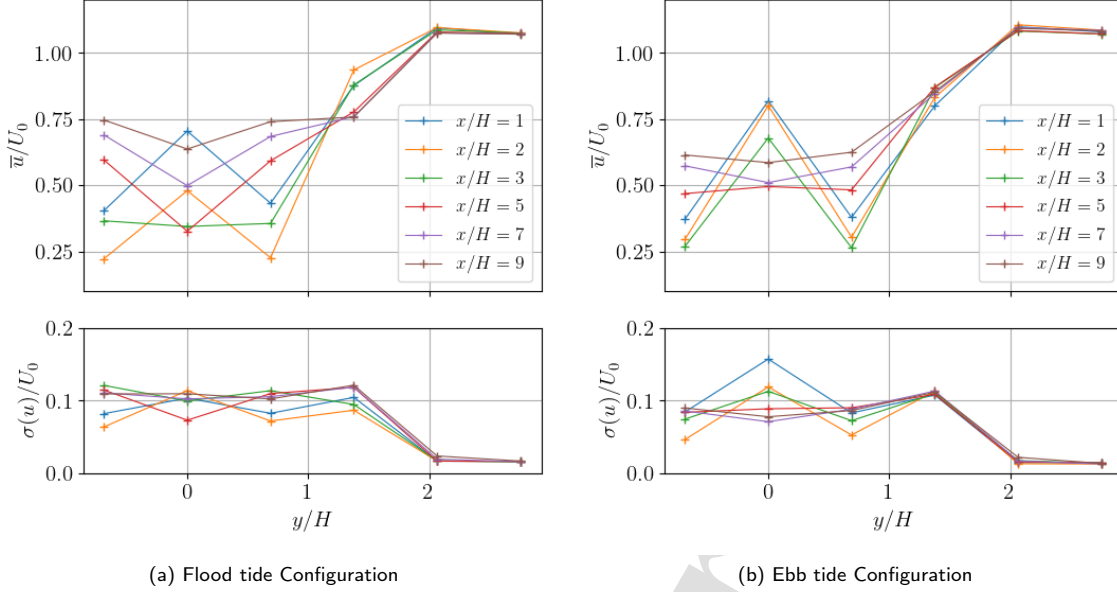 1.00
0.75
0.50
0.25
u̅/U₀
x/H = 1
x/H = 2
x/H = 3
x/H = 5
x/H = 7
x/H = 9
0.2
0.1
0.0
σ(u)/U₀
0
1
2
y/H
(a) Flood tide Configuration
1.00
0.75
0.50
0.25
u̅/U₀
x/H = 1
x/H = 2
x/H = 3
x/H = 5
x/H = 7
x/H = 9
0.2
0.1
0.0
σ(u)/U₀
0
1
2
y/H
(b) Ebb tide Configuration